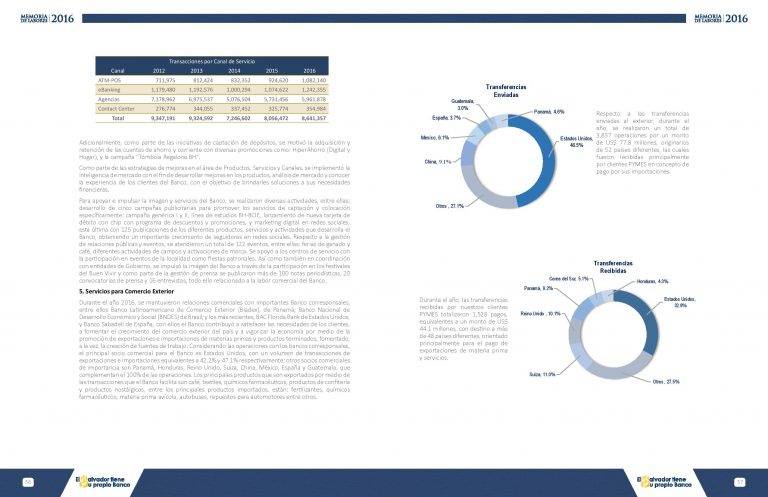 MEMORIA
DE LABORES 2016
Transacciones por Canal de Servicio
Canal 2012 2013 2014 2015 2016
ATM-POS 711,975 812,424 832,352 924,620 1,082,140
eBanking 1,179,480 1,192,576 1,000,294 1,074,622 1,242,355
Agencias 7,178,962 6,975,537 5,076,504 5,731,456 5,961,878
Contact Center 276,774 344,055 337,452 325,774 354,984
Total 9,347,191 9,324,592 7,246,602 8,056,472 8,641,357
Adicionalmente, como parte de las iniciativas de captación de depósitos, se motivó la adquisición y
retención de las cuentas de ahorro y corriente con diversas promociones como: HiperAhorro (Digital y
Hogar), y la campaña "Tómbola Regalona BH".
Para de las estrategias de mejoras en el área de Productos, Servicios y Canales, se implementó la
inteligencia de mercado con el fin de desarrollar mejoras en los productos, análisis de mercado y conocer
la experiencia de los clientes del Banco, con el objetivo de brindarles soluciones a sus necesidades
financieras.
Para apoyar e impulsar la imagen y servicios del Banco, se realizaron diversas actividades, entre ellas:
desarrollo de cinco campañas publicitarias para promover los servicios de captación y colocación
específicamente: campaña genérica I y II, línea de estudios BH-BCIE, lanzamiento de nueva tarjeta de
débito con chip con programa de descuentos y promociones, y marketing digital en redes sociales,
este último con 125 publicaciones de los diferentes productos, servicios y actividades que desarrolla el
Banco, obteniendo un importante crecimiento de seguidores en redes sociales. Respecto a la gestión
de relaciones públicas y eventos, se atendieron un total de 122 eventos, entre ellos: ferias de ganado y
café, diferentes actividades de campos y activaciones de marca. Se apoyó a los centros de servicio con
la participación en eventos de la localidad como fiestas patronales. Así como también en coordinación
con entidades de Gobierno, se impulsó la imagen del Banco a través de la participación en los festivales
del Buen Vivir y como parte de la gestión de prensa se publicaron más de 100 notas periodísticas, 20
convocatorias de prensa y 16 entrevistas, todo ello relacionado a la labor comercial del Banco.
5. Servicios para Comercio Exterior
Durante el año 2016, se mantuvieron relaciones comerciales con importantes Banco corresponsales,
entre ellos Banco Latinoamericano de Comercio Exterior (Bladex), de Panamá; Banco Nacional de
Desarrollo Económico y Social (BNDES) de Brasil; y los más recientes, BAC Florida Bank de Estados Unidos,
y Banco Sabadell de España, con ellos el Banco contribuyó a satisfacer las necesidades de los clientes,
a fomentar el crecimiento del comercio exterior del país y a vigorizar la economía por medio de la
promoción de exportaciones e importaciones de materias primas y productos terminados, fomentado,
a la vez, la creación de fuentes de trabajo. Considerando las operaciones con los bancos corresponsales,
el principal socio comercial para el Banco es Estados Unidos, con un volumen de transacciones de
exportaciones e importaciones equivalentes a 42.2% y 47.1% respectivamente; otros socios comerciales
de importancia son Panamá, Honduras, Reino Unido, Suiza, China, México, España y Guatemala, que
complementan el 100% de las operaciones. Los principales productos que son exportados por medio de
las transacciones que el Banco facilita son café, textiles, químicos farmacéuticos, productos de confitería
y productos nostálgicos, entre los principales productos importados, están: fertilizantes, químicos
farmacéuticos, materia prima avícola, autobuses, repuestos para automotores entre otros.
56
El Salvador tiene
su propio Banco
MEMORIA
DE LABORES 2016
Transferencias
Enviadas
Guatemala,
3.0%
Panamá, 4.6%
España, 3.7%
Estados Unidos,
46.5%
México, 6.1%
China, 9.1%
Otros , 27.1%
Respecto a las transferencias
enviadas al exterior, durante el
año, se realizaron un total de
3,857 operaciones por un monto
de US$ 77.8 millones, originarios
de 52 países diferentes, las cuales
fueron recibidas principalmente
por clientes PYMES en concepto de
pago por sus importaciones.
Transferencias
Recibidas
Corea del Sur, 5.1%
Honduras, 4.3%
Panamá, 9.2%
Estados Unidos,
32.8%
Reino Unido , 10.1%
Suiza, 11.0%
Otros , 27.5%
Durante el año, las transferencias
recibidas por nuestros clientes
PYMES totalizaron 1,528 pagos,
equivalentes a un monto de US$
44.1 millones, con destino a más
de 48 países diferentes, orientado
principalmente para el pago de
exportaciones de materia prima
y servicios.
El Salvador tiene
su propio Banco
57